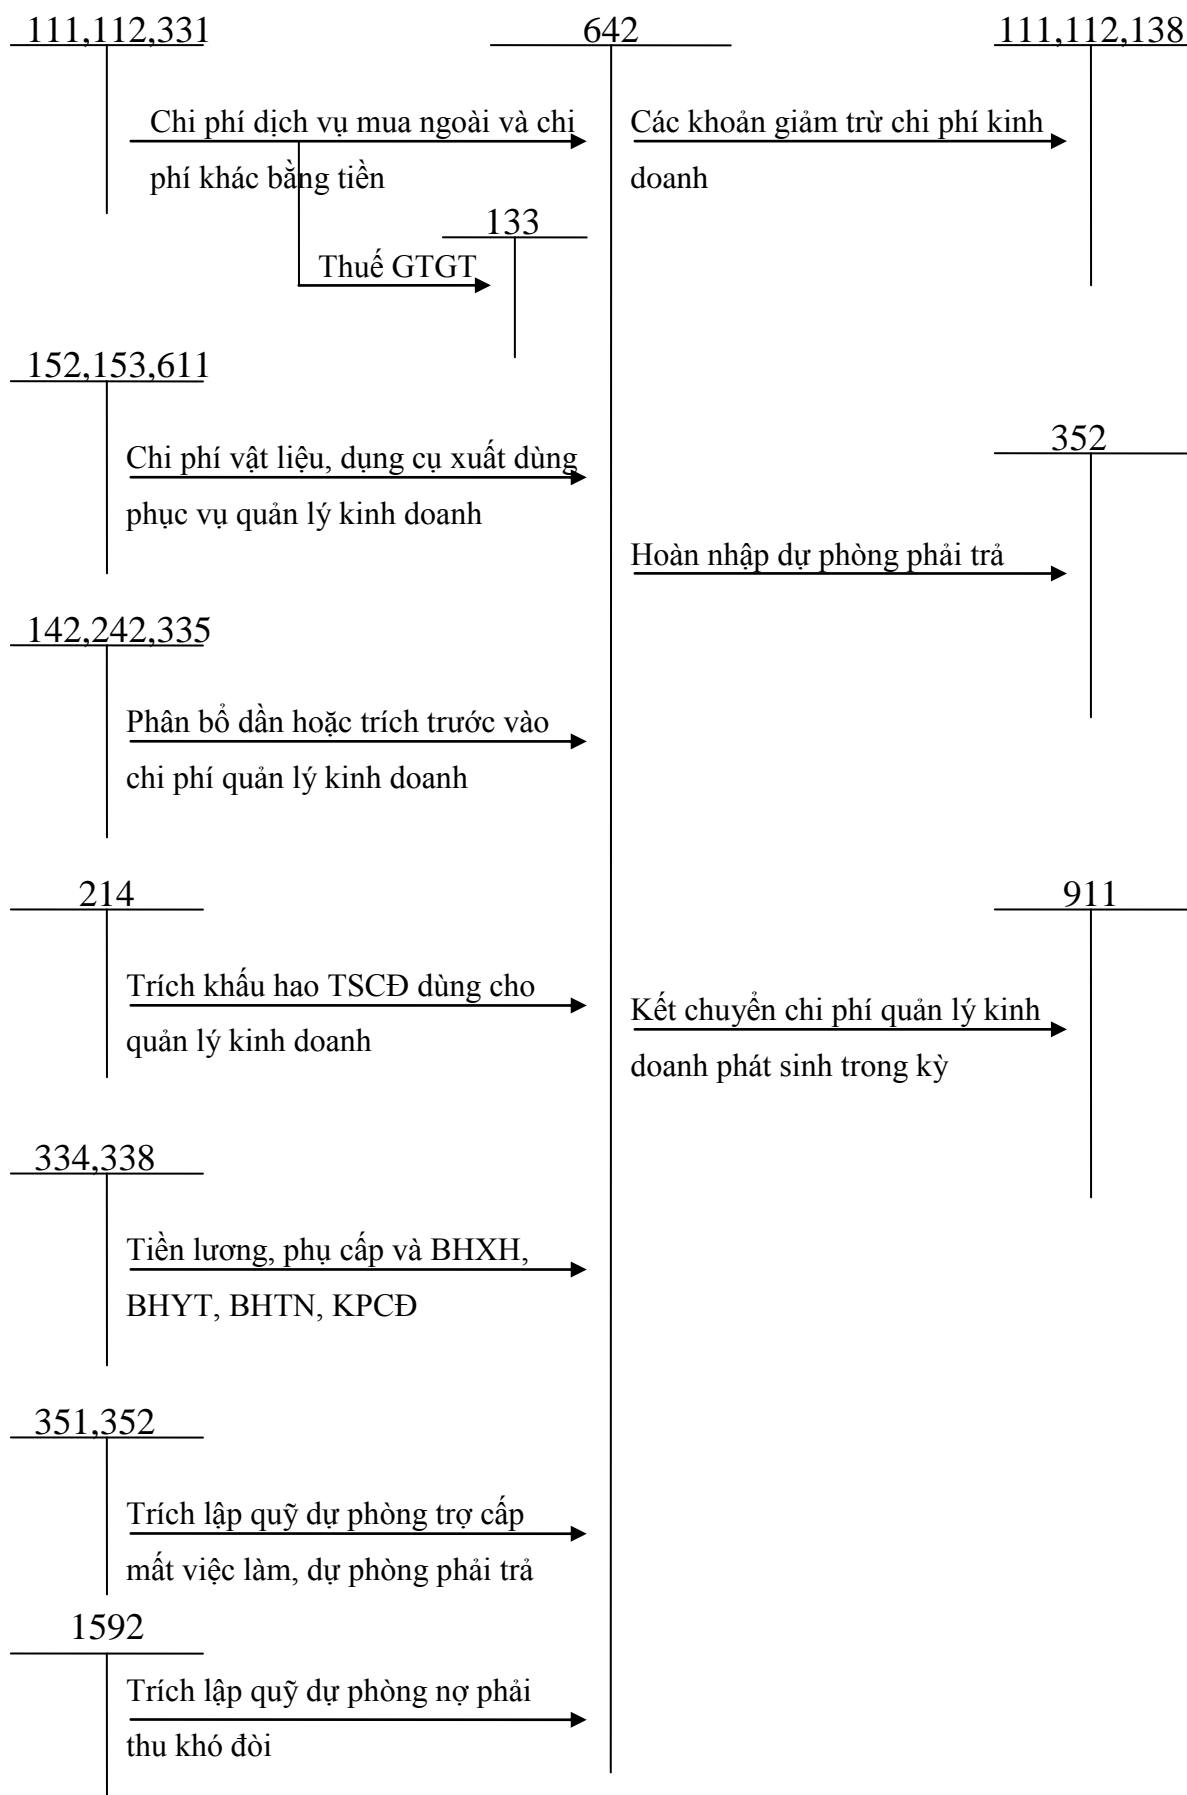 111,112,331
642
111,112,138
Chi phí dịch vụ mua ngoài và chi
phí khác bằng tiền
Các khoản giảm trừ chi phí kinh
doanh
133
Thuế GTGT
152,153,611
Chi phí vật liệu, dụng cụ xuất dùng
phục vụ quản lý kinh doanh
352
Hoàn nhập dự phòng phải trả
142,242,335
Phân bổ dần hoặc trích trước vào
chi phí quản lý kinh doanh
214
Trích khấu hao TSCĐ dùng cho
quản lý kinh doanh
911
Kết chuyển chi phí quản lý kinh
doanh phát sinh trong kỳ
334,338
Tiền lương, phụ cấp và BHXH,
BHYT, BHTN, KPCĐ
351,352
Trích lập quỹ dự phòng trợ cấp
mất việc làm, dự phòng phải trả
1592
Trích lập quỹ dự phòng nợ phải
thu khó đòi